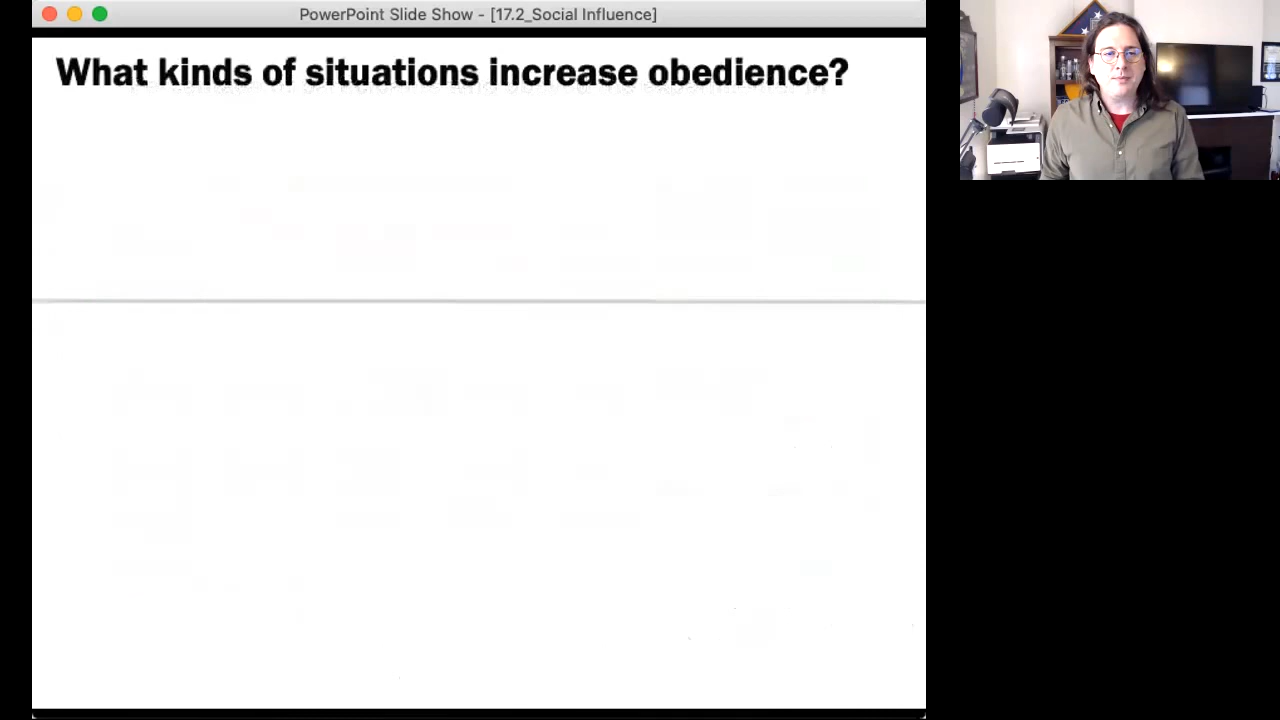 PowerPoint Slide Show - [17.2_Social Influence]
What kinds of situations increase obedience?